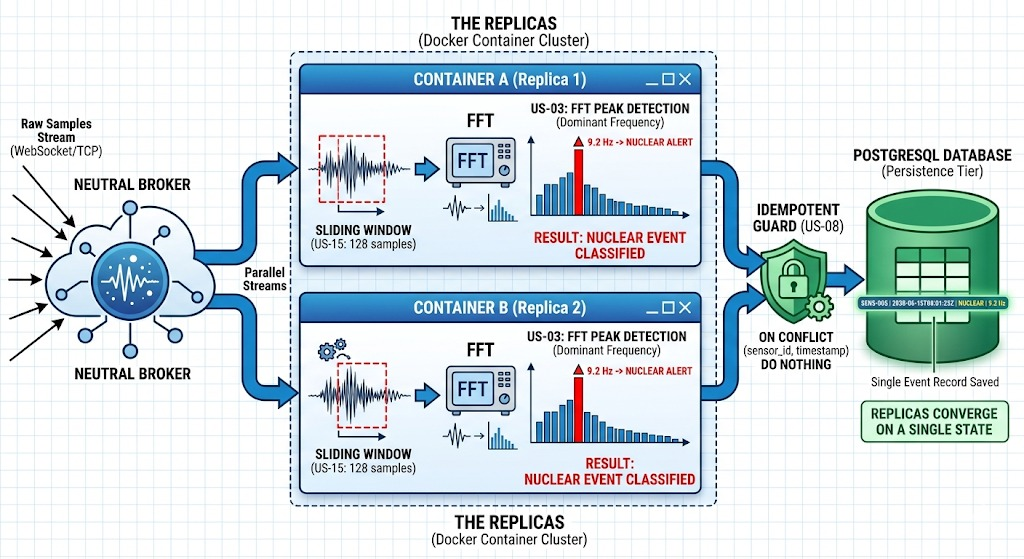 THE REPLICAS
(Docker Container Cluster)
Raw Samples
Stream
(WebSocket/TCP)
NEUTRAL BROKER
NEUTRAL BROKER
Parallel
Streams
CONTAINER A (Replica 1)
SLIDING WINDOW
(US-15: 128 samples)
FFT
FFT
US-03: FFT PEAK DETECTION
(Dominant Frequency)
9.2 Hz -> NUCLEAR ALERT
RESULT: NUCLEAR EVENT
CLASSIFIED
CONTAINER B (Replica 2)
SLIDING WINDOW
(US-15: 128 samples)
FFT
FFT
US-03: FFT PEAK DETECTION
(Dominant Frequency)
9.2 Hz -> NUCLEAR ALERT
RESULT:
NUCLEAR EVENT CLASSIFIED
THE REPLICAS
(Docker Container Cluster)
IDEMPOTENT
GUARD (US-08)
ON CONFLICT
(sensor_id, timestamp)
DO NOTHING
POSTGRESQL DATABASE
(Persistence Tier)
NUCLEAR | 9.2 Hz
Single Event Record Saved
REPLICAS CONVERGE
ON A SINGLE STATE